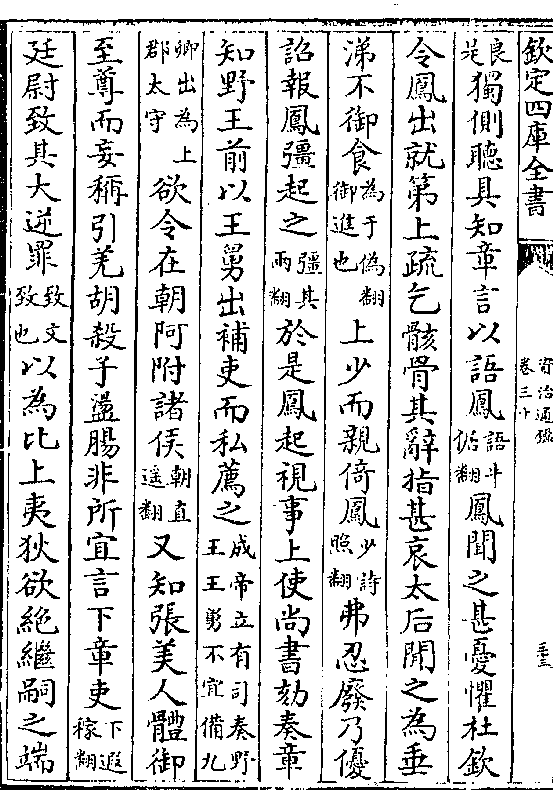 欽定四庫全書
資治通鑑
卷三十
良是獨側聽具知章言以語鳳語牛倨翻鳳聞之甚憂懼杜欽
令鳳出就第上疏乞骸骨其辭指甚哀太后聞之為垂
涕不御食為于偽翻御進也上少而親倚鳳少詩照翻弗忍廢乃優
詔報鳳彊起之彊其兩翻於是鳳起視事上使尚書劾奏章
知野王前以王舅出補吏而私薦之成帝立有司奏野王王舅不宜備九
卿出為上郡太守欲令在朝阿附諸侯朝直遥翻又知張美人體御
至尊而妄稱引羌胡殺子盪腸非所宜言下章吏下遐稼翻
廷尉致其大逆罪致文致也以為比上夷狄欲絶繼嗣之端